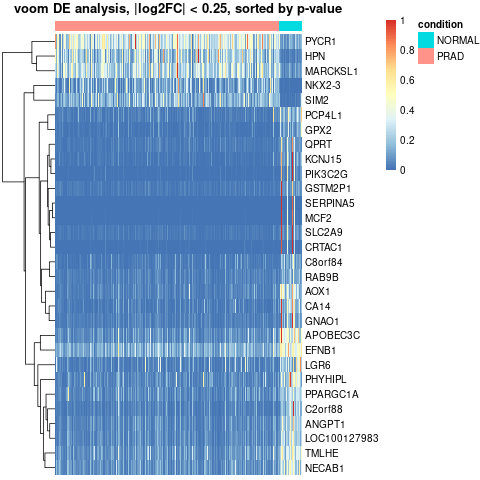 voom DE analysis, |log2FC| < 0.25, sorted by p-value
PYCR1
HPN
MARCKSL1
NKX2-3
SIM2
PCP4L1
GPX2
QPRT
KCNJ15
PIK3C2G
GSTM2P1
SERPINA5
MCF2
SLC2A9
CRTAC1
C8orf84
RAB9B
AOX1
CA14
GNAO1
APOBEC3C
EFNB1
LGR6
PHYHIPL
PPARGC1A
C2orf88
ANGPT1
LOC100127983
TMLHE
NECAB1
1
0.8
0.6
0.4
0.2
0
condition
NORMAL
PRAD